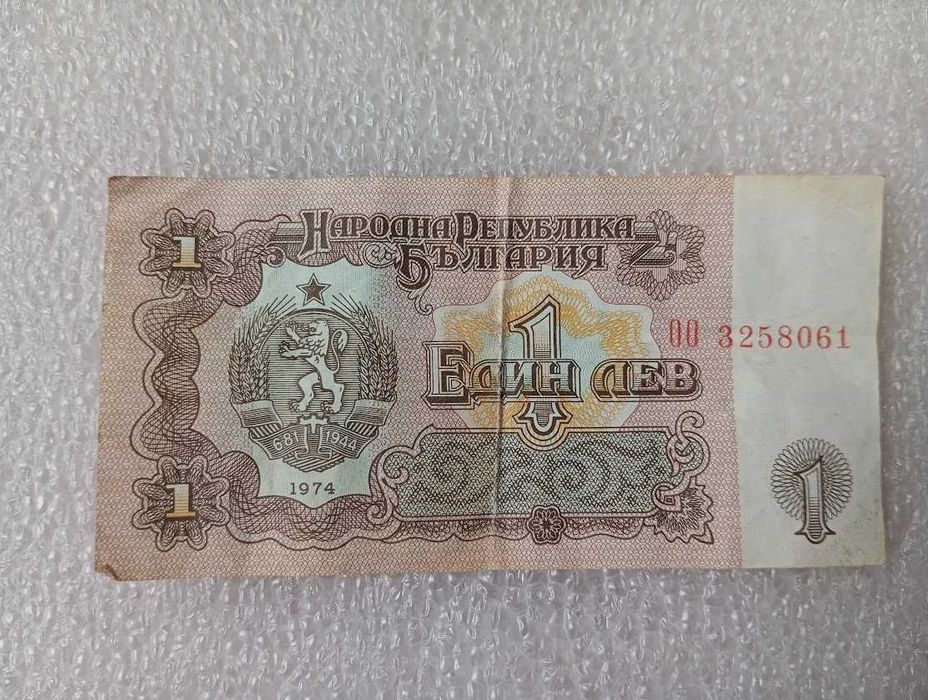 1
НАРОДНА РЕПУБЛИКА
БЪЛГАРИЯ
ОО 3258061
1
ЕДИН ЛЕВ
681 1944
1974
1
1